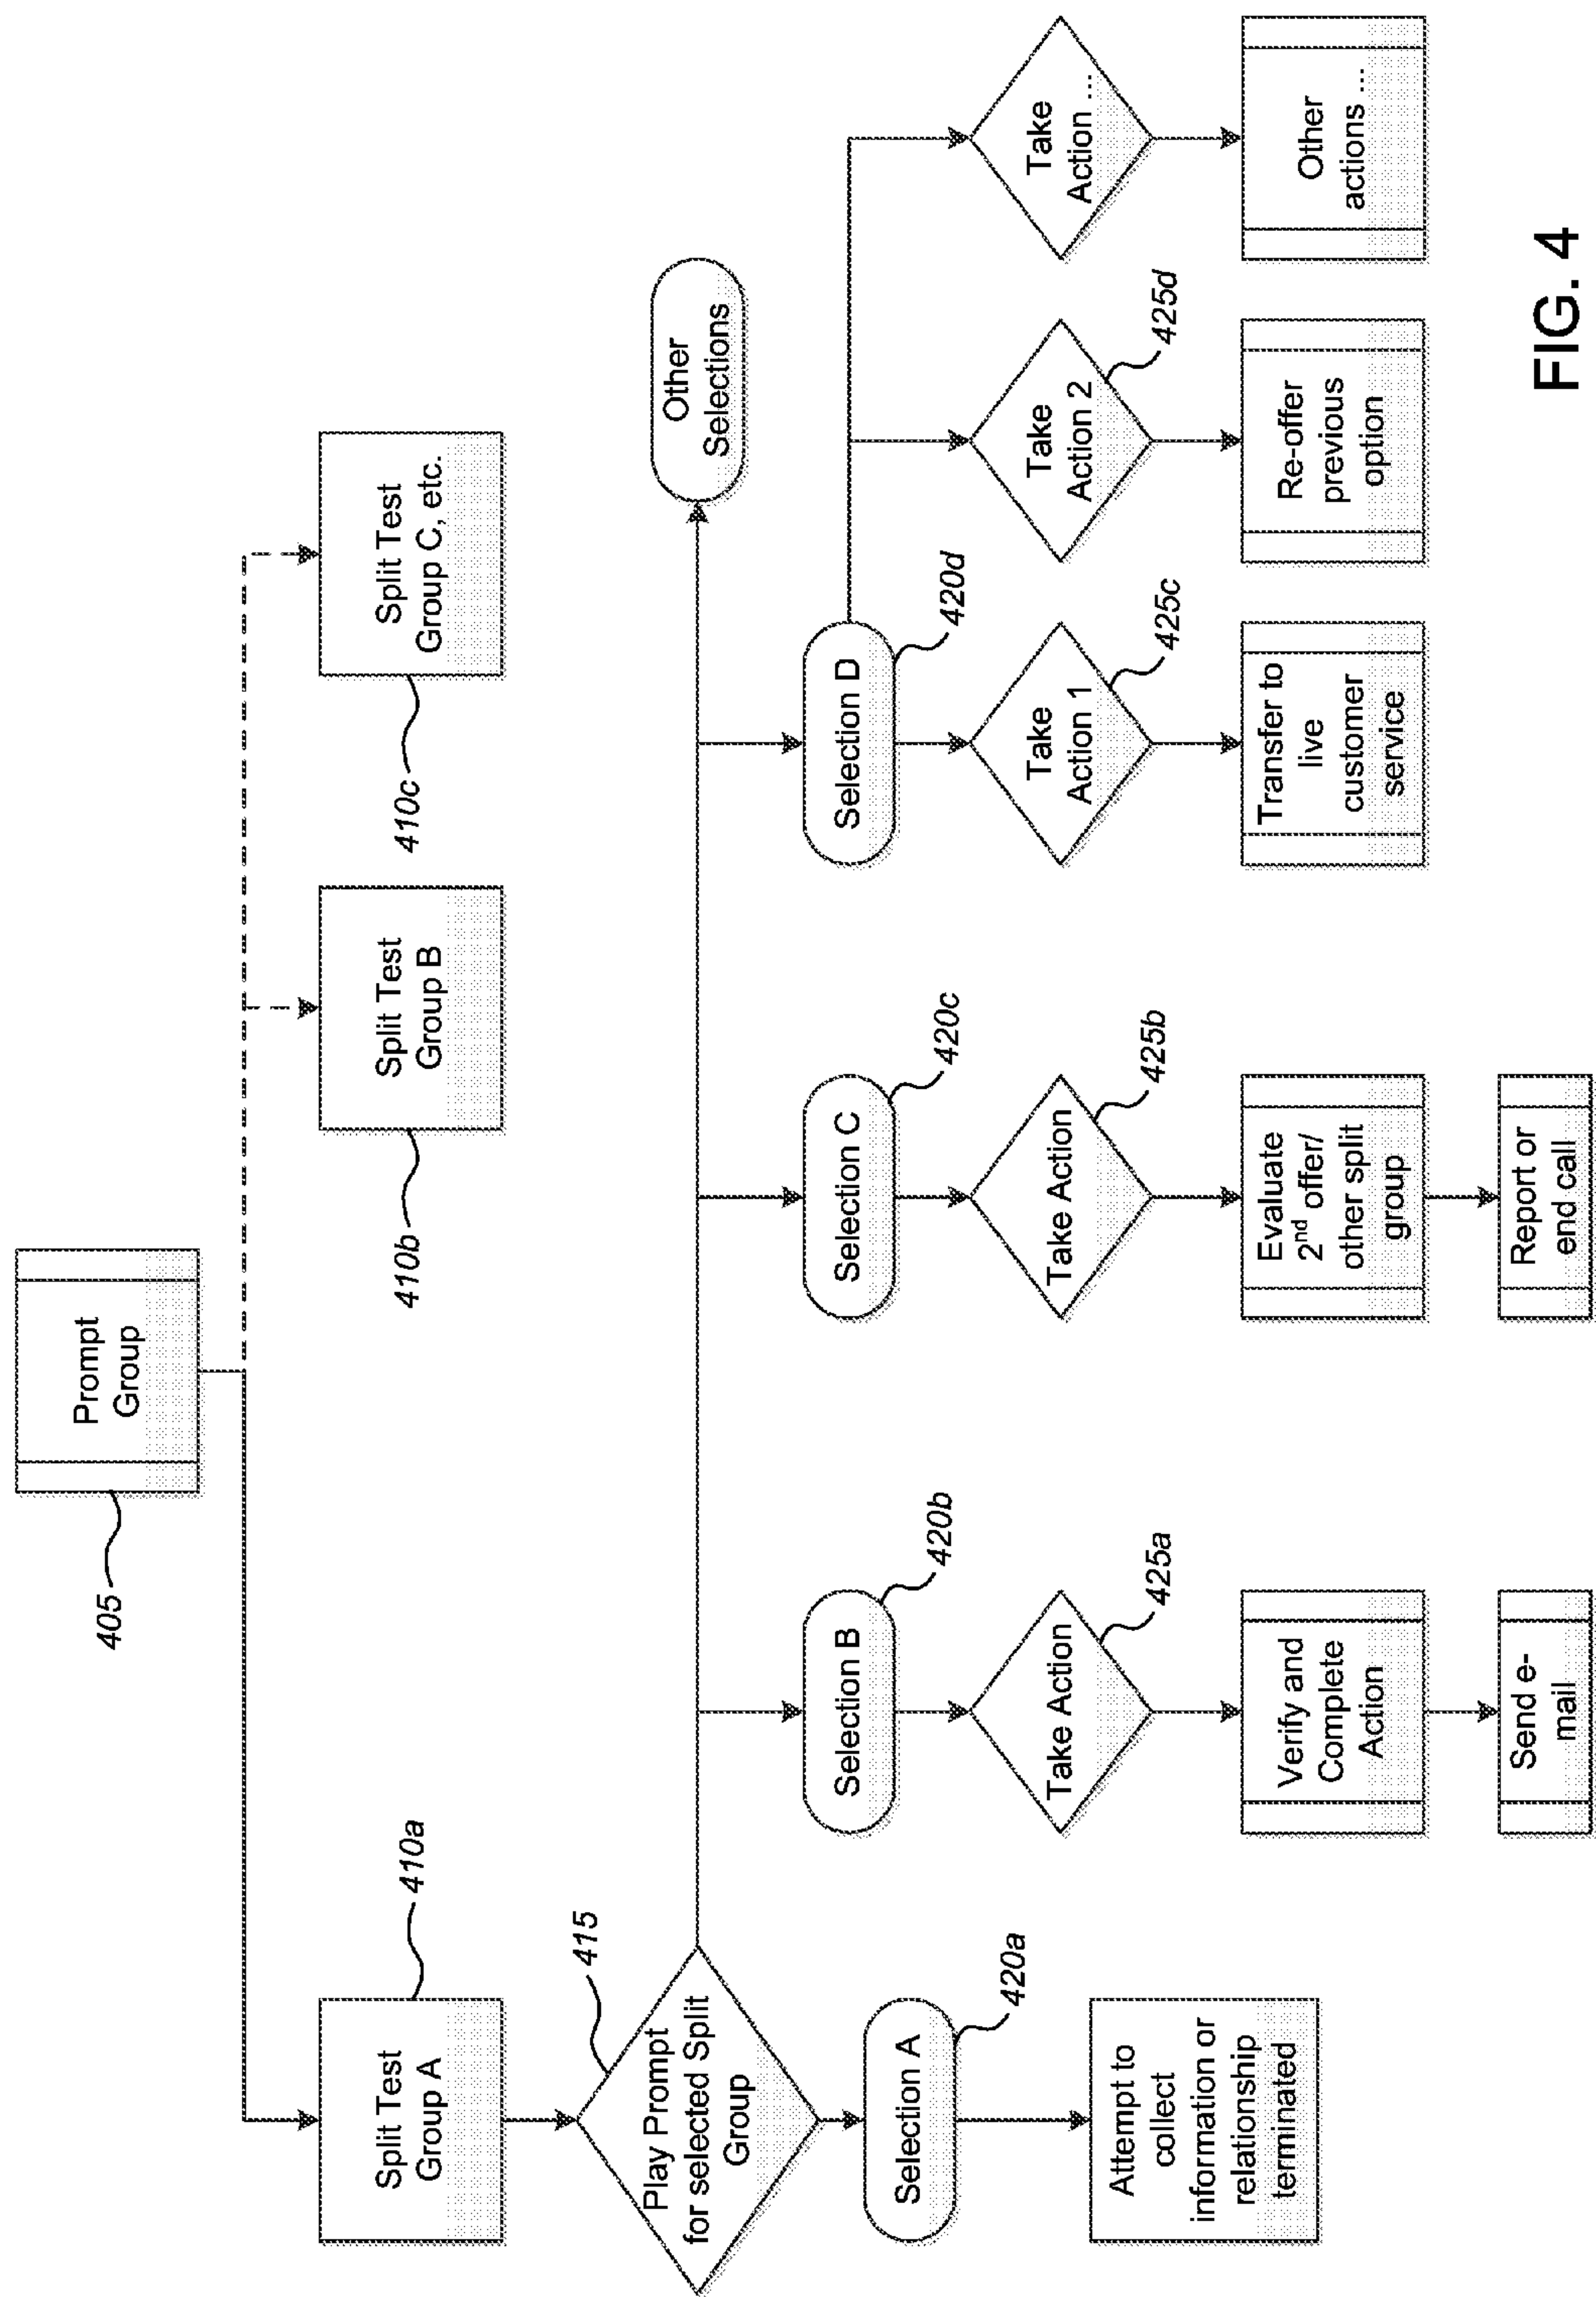 Prompt
Group
405
Split Test
Group A
410a
Split Test
Group B
410b
Split Test
Group C, etc.
410c
Play Prompt
for selected Split
Group
415
Other
Selections
Selection A
420a
Selection B
420b
Selection C
420c
Selection D
420d
Take Action
425a
Take Action
425b
Take
Action 1
425c
Take
Action 2
425d
Take
Action ...
Attempt to
collect
information or
relationship
terminated
Verify and
Complete
Action
Evaluate
2nd offer/
other split
group
Transfer to
live
customer
service
Re-offer
previous
option
Other
actions ...
Send e-
mail
Report or
end call
FIG. 4